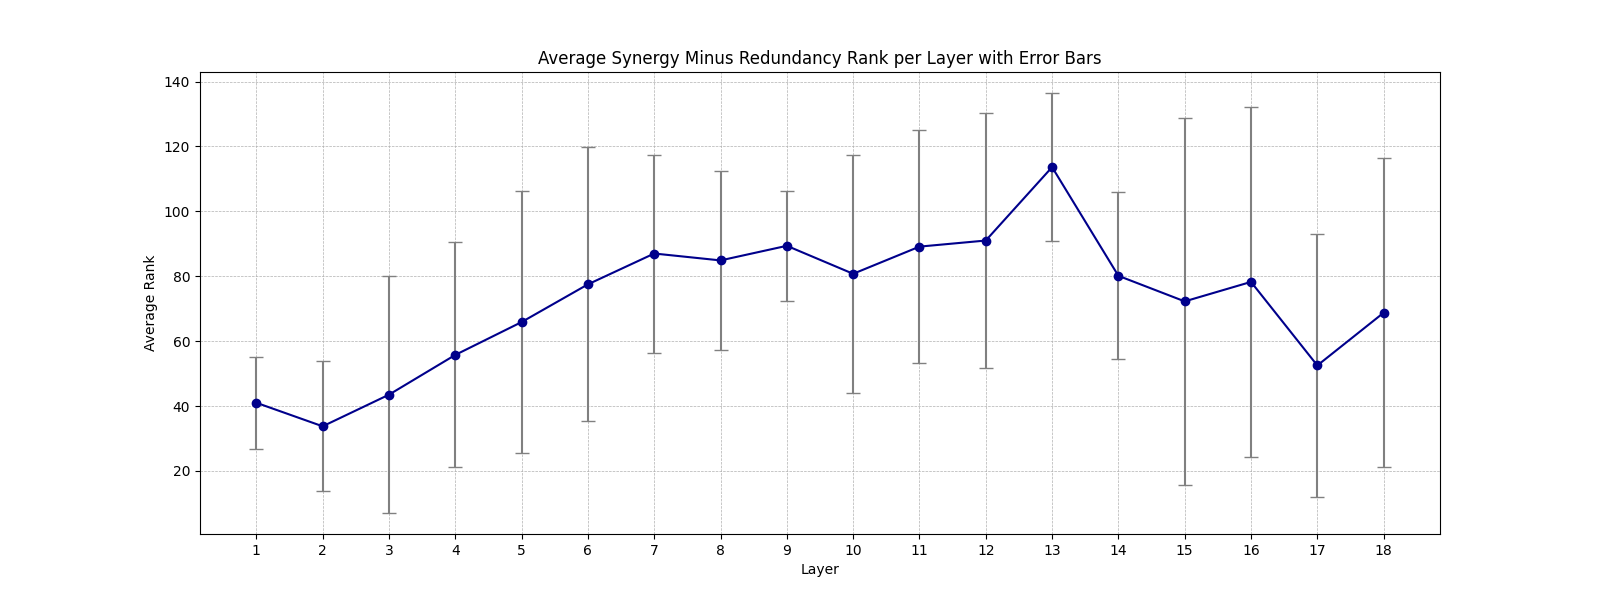 Average Synergy Minus Redundancy Rank per Layer with Error Bars
140
120
100
80
60
40
20
Average Rank
1 2 3 4 5 6 7 8 9 10 11 12 13 14 15 16 17 18
Layer